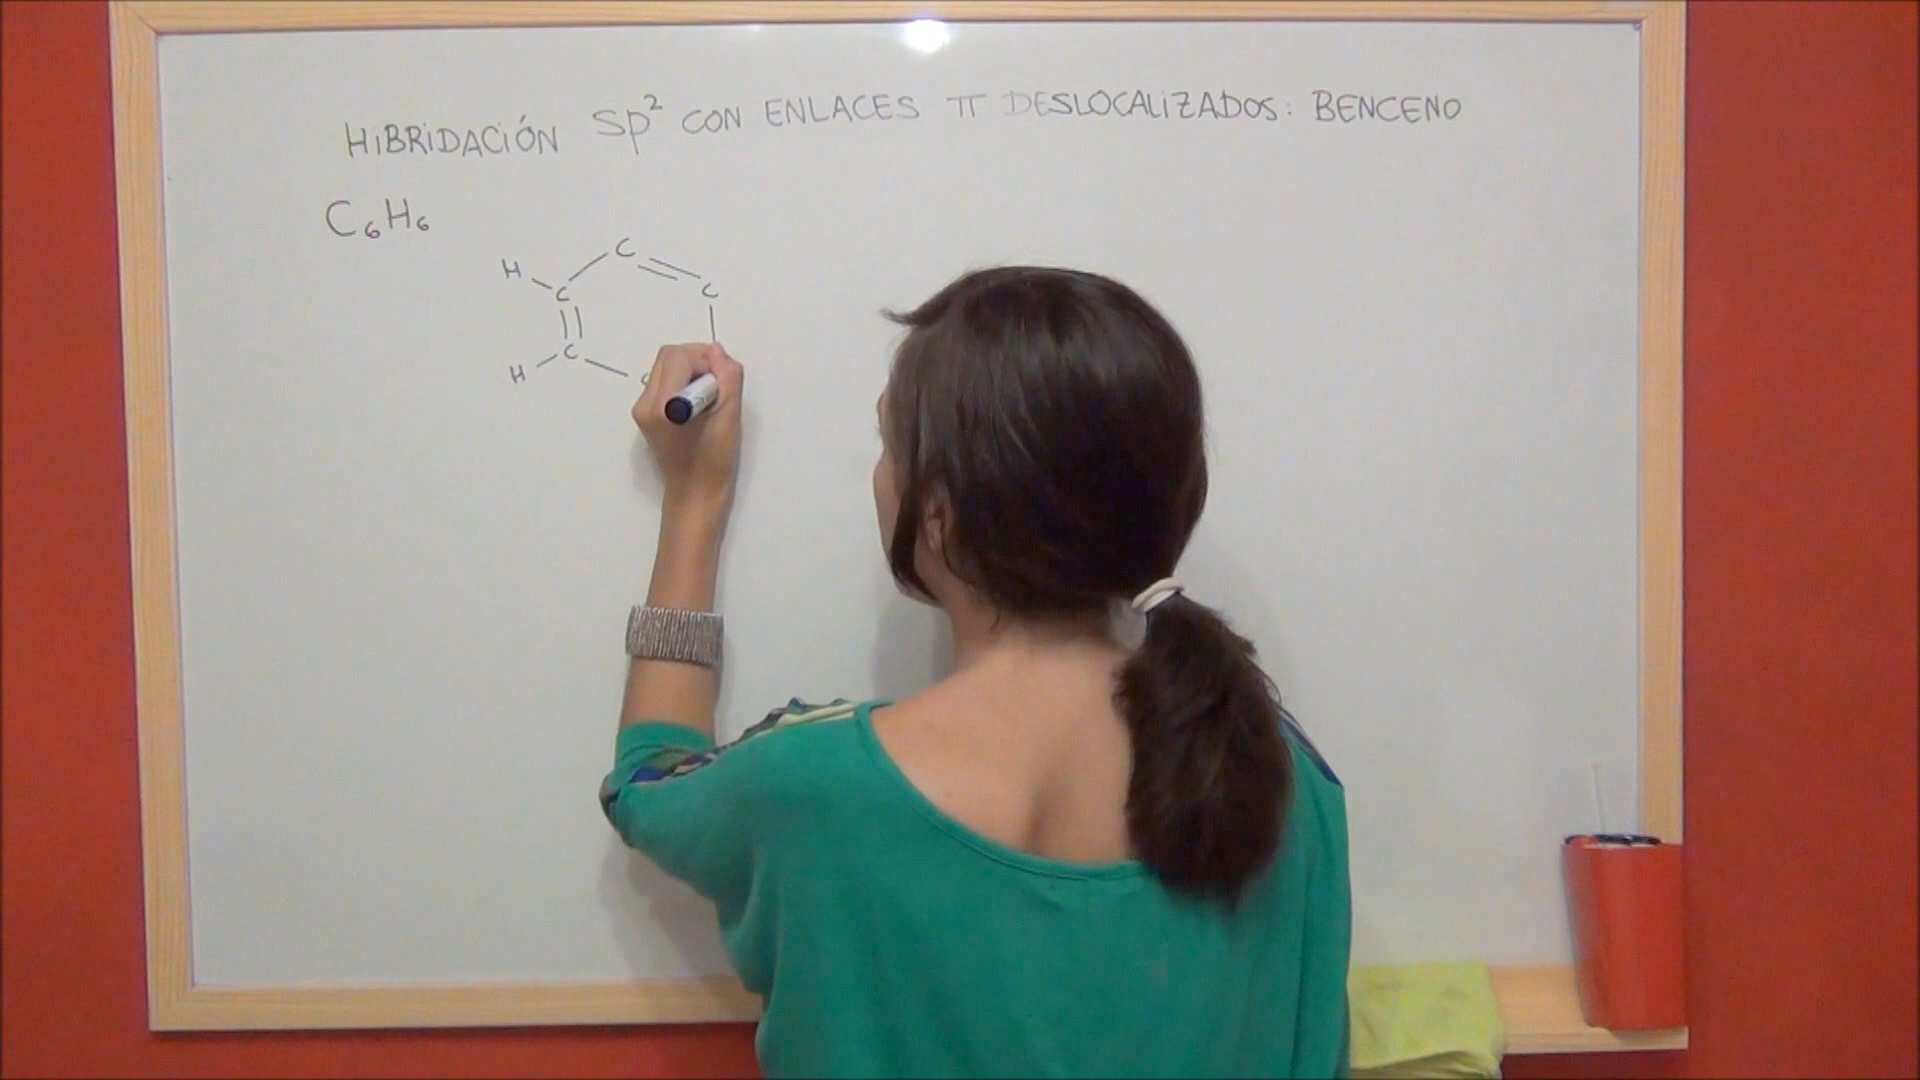 HiBRiDACiÓN sp² CON ENLACES π DESLOCALiZADOS: BENCENO
C₆H₆
C
H C C
H C C